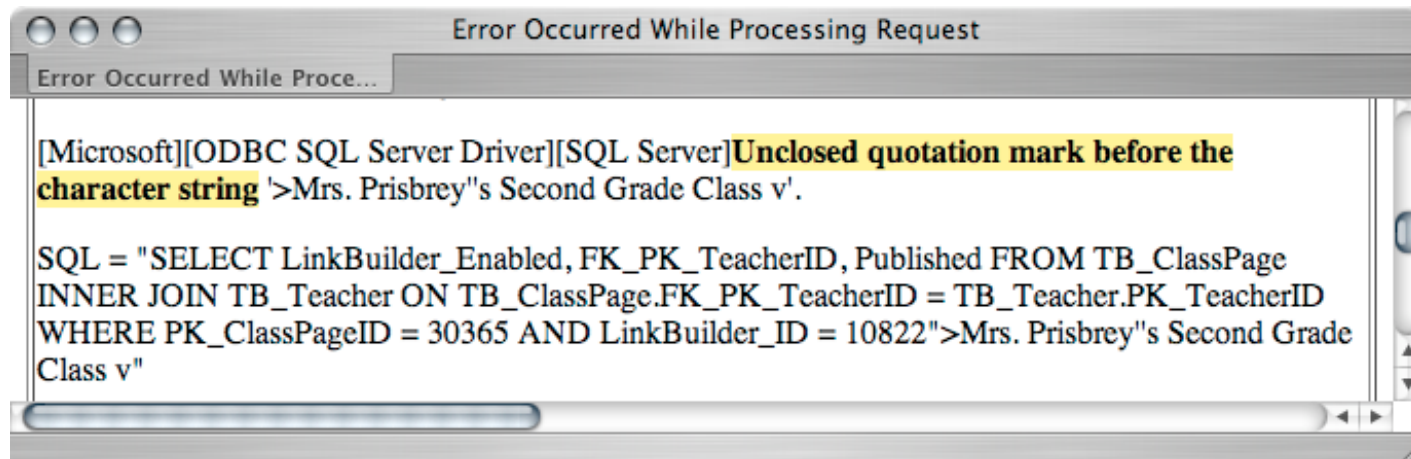 Error Occurred While Processing Request
Error Occurred While Proce...
[Microsoft][ODBC SQL Server Driver][SQL Server]Unclosed quotation mark before the
character string '>Mrs. Prisbrey''s Second Grade Class v'.
SQL = "SELECT LinkBuilder_Enabled, FK_PK_TeacherID, Published FROM TB_ClassPage
INNER JOIN TB_Teacher ON TB_ClassPage.FK_PK_TeacherID = TB_Teacher.PK_TeacherID
WHERE PK_ClassPageID = 30365 AND LinkBuilder_ID = 10822">Mrs. Prisbrey''s Second Grade
Class v"